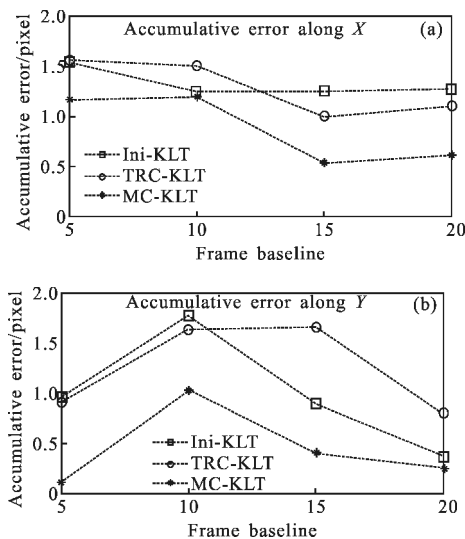 Accumulative error along X
(a)
Accumulative error/pixel
2.0
1.5
1.0
0.5
0
Ini-KLT
TRC-KLT
MC-KLT
5 10 15 20
Frame baseline
Accumulative error along Y
(b)
Accumulative error/pixel
2.0
1.5
1.0
0.5
0
Ini-KLT
TRC-KLT
MC-KLT
5 10 15 20
Frame baseline